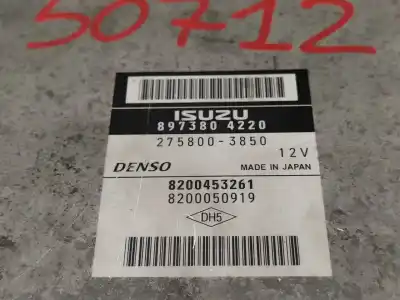 50712
ISUZU
897380 4220
275800-3850
12V
DENSO
MADE IN JAPAN
8200453261
8200050919
DH5